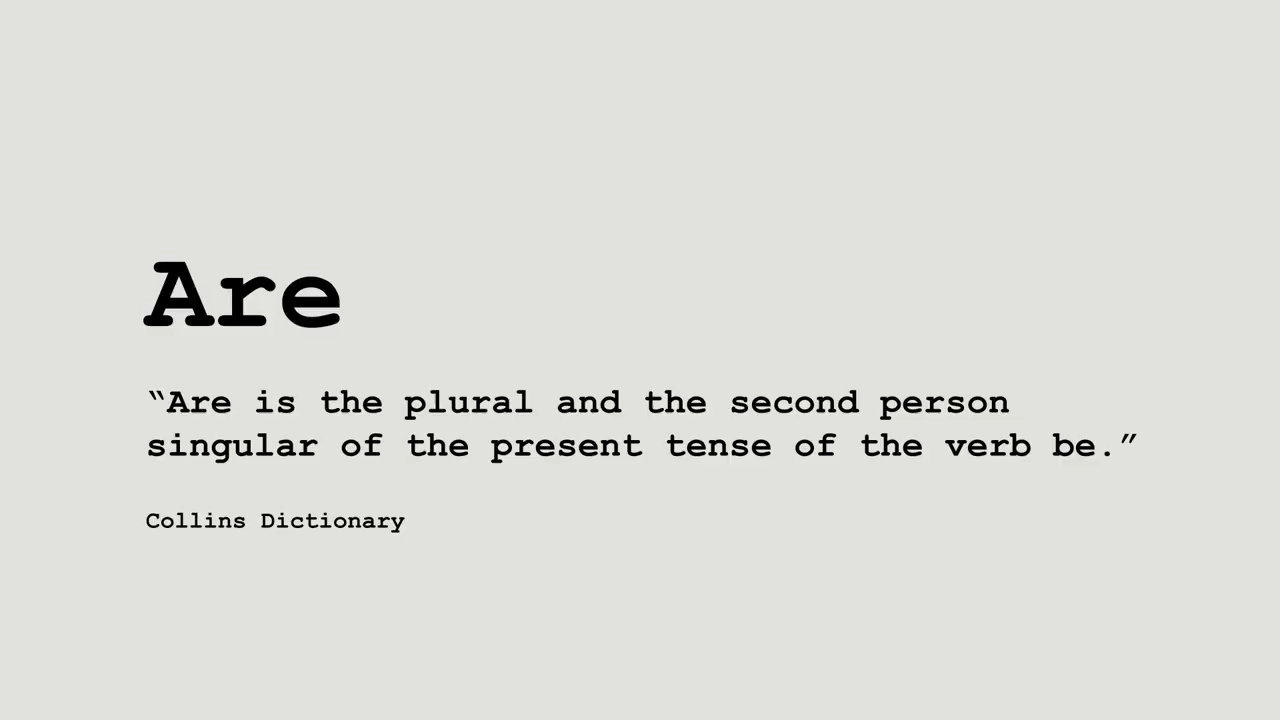 Are
“Are is the plural and the second person
singular of the present tense of the verb be.”
Collins Dictionary